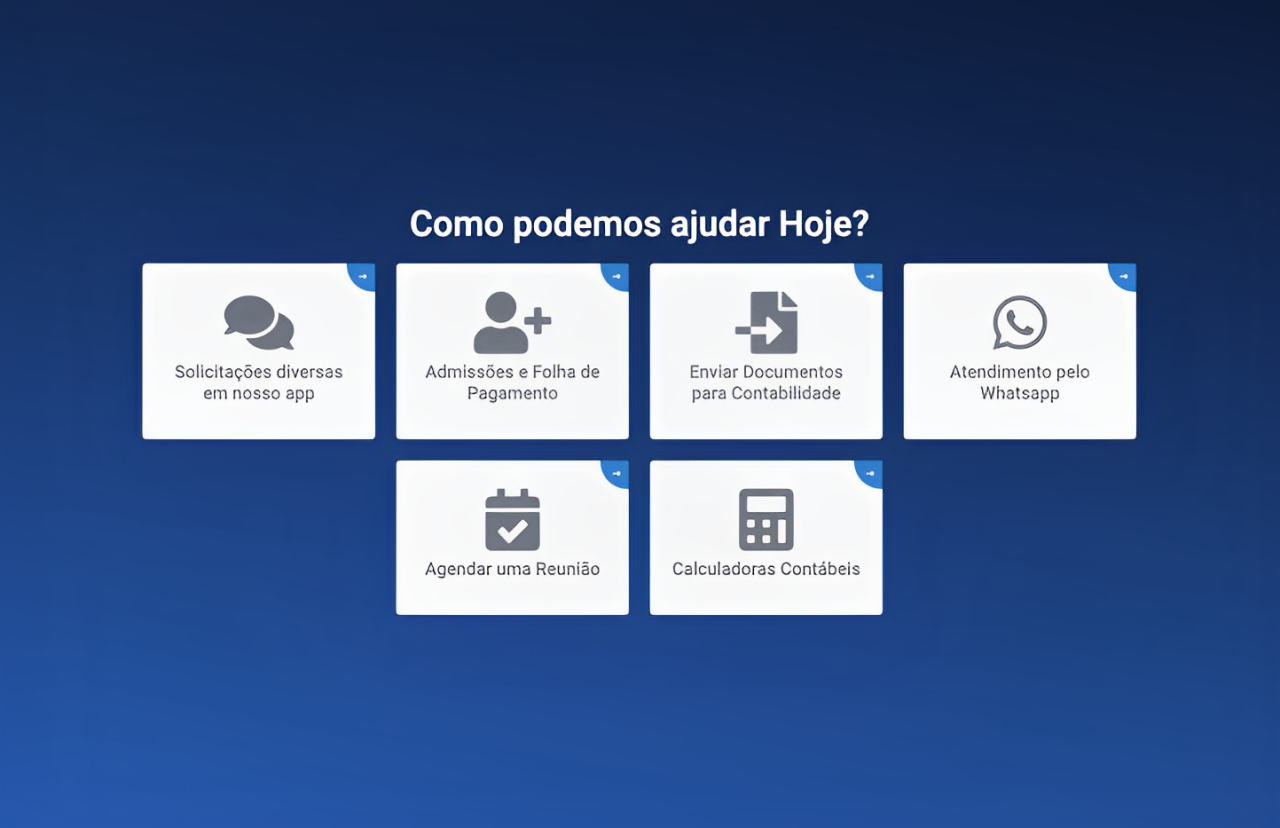 Como podemos ajudar Hoje?
Solicitações diversas
em nosso app
Admissões e Folha de
Pagamento
Enviar Documentos
para Contabilidade
Atendimento pelo
Whatsapp
Agendar uma Reunião
Calculadoras Contábeis